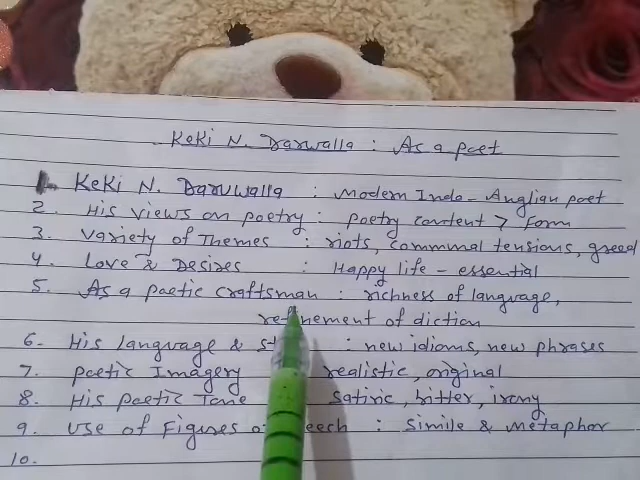 Keki N. Daruwalla : As a poet
1. Keki N. Daruwalla : Modern Indo-Anglian poet
2. His views on poetry : poetry content > Form
3. Variety of Themes : riots, communal tensions, greed
4. Love & Desires : Happy life - essential
5. As a poetic craftsman : richness of language,
refinement of diction
6. His language & : new idioms, new phrases
7. Poetic Imagery realistic, original
8. His Poetic Tone satiric, bitter, irony
9. Use of Figures of : Simile & metaphor
10.